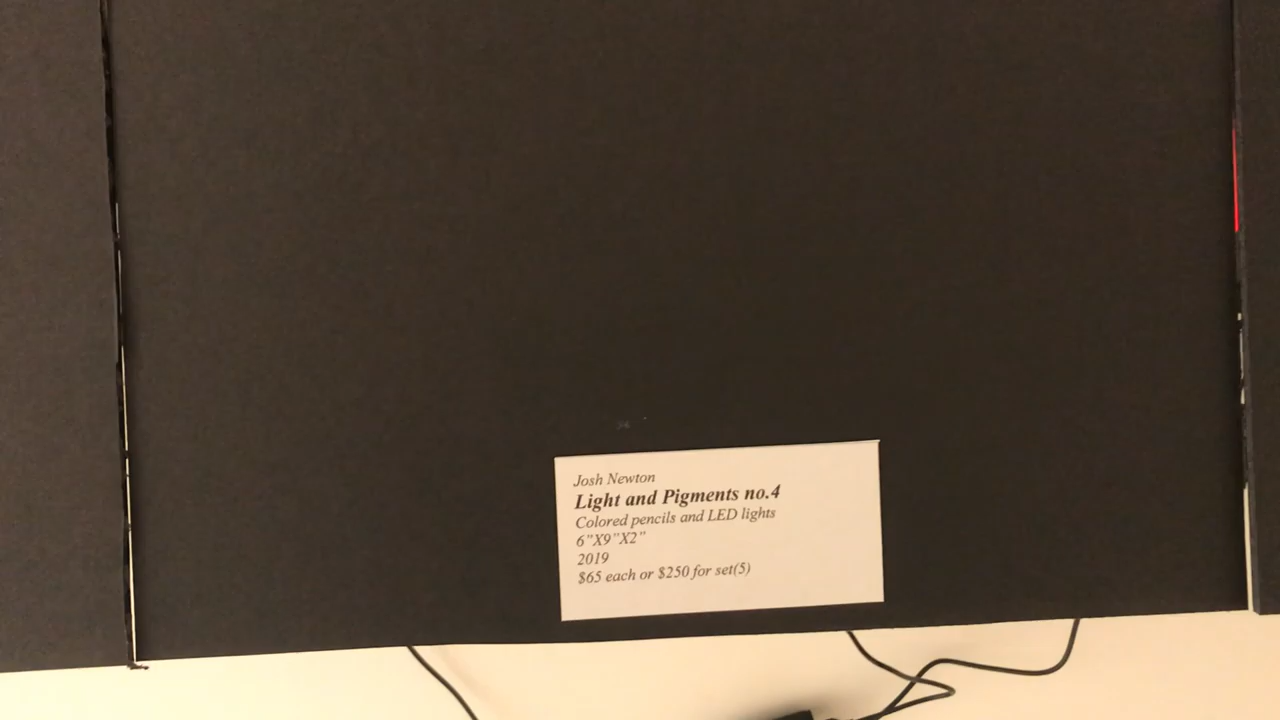 Josh Newton
Light and Pigments no.4
Colored pencils and LED lights
6"X9"X2"
2019
$65 each or $250 for set(5)